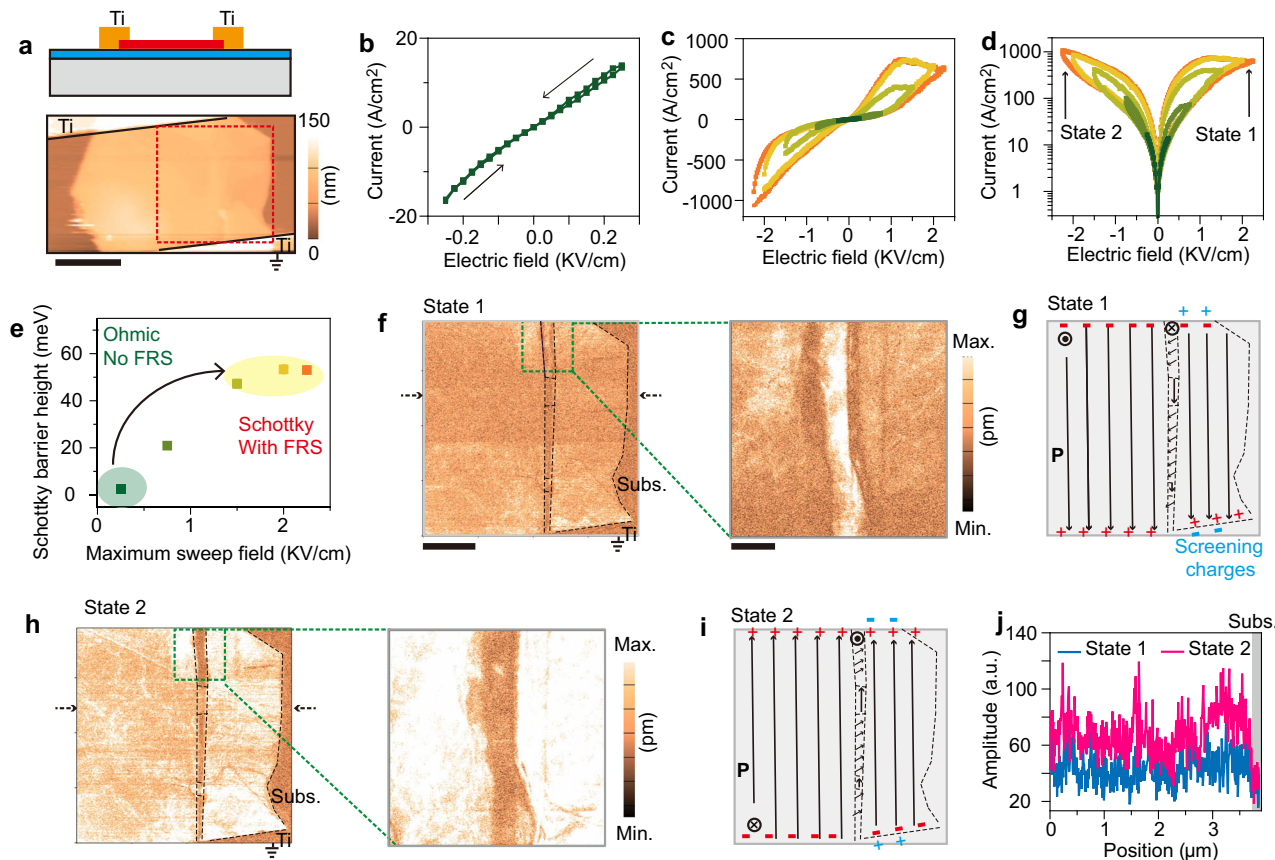 a
Ti
Ti
Ti
150
(nm)
0
Ti
b
20
0
-20
Current (A/cm²)
-0.2
0.0
0.2
Electric field (KV/cm)
c
1000
500
0
-500
-1000
Current (A/cm²)
-2
-1
0
1
2
Electric field (KV/cm)
d
1000
100
10
1
Current (A/cm²)
State 2
State 1
-2
-1
0
1
2
Electric field (KV/cm)
e
Schottky barrier height (meV)
60
40
20
0
Ohmic
No FRS
Schottky
With FRS
0
1
2
Maximum sweep field (KV/cm)
f
State 1
Subs.
Ti
Max.
(pm)
Min.
g
State 1
P
Screening
charges
h
State 2
Subs.
Ti
Max.
(pm)
Min.
i
State 2
P
j
Subs.
140
120
100
80
60
40
20
Amplitude (a.u.)
State 1
State 2
0
1
2
3
Position (μm)